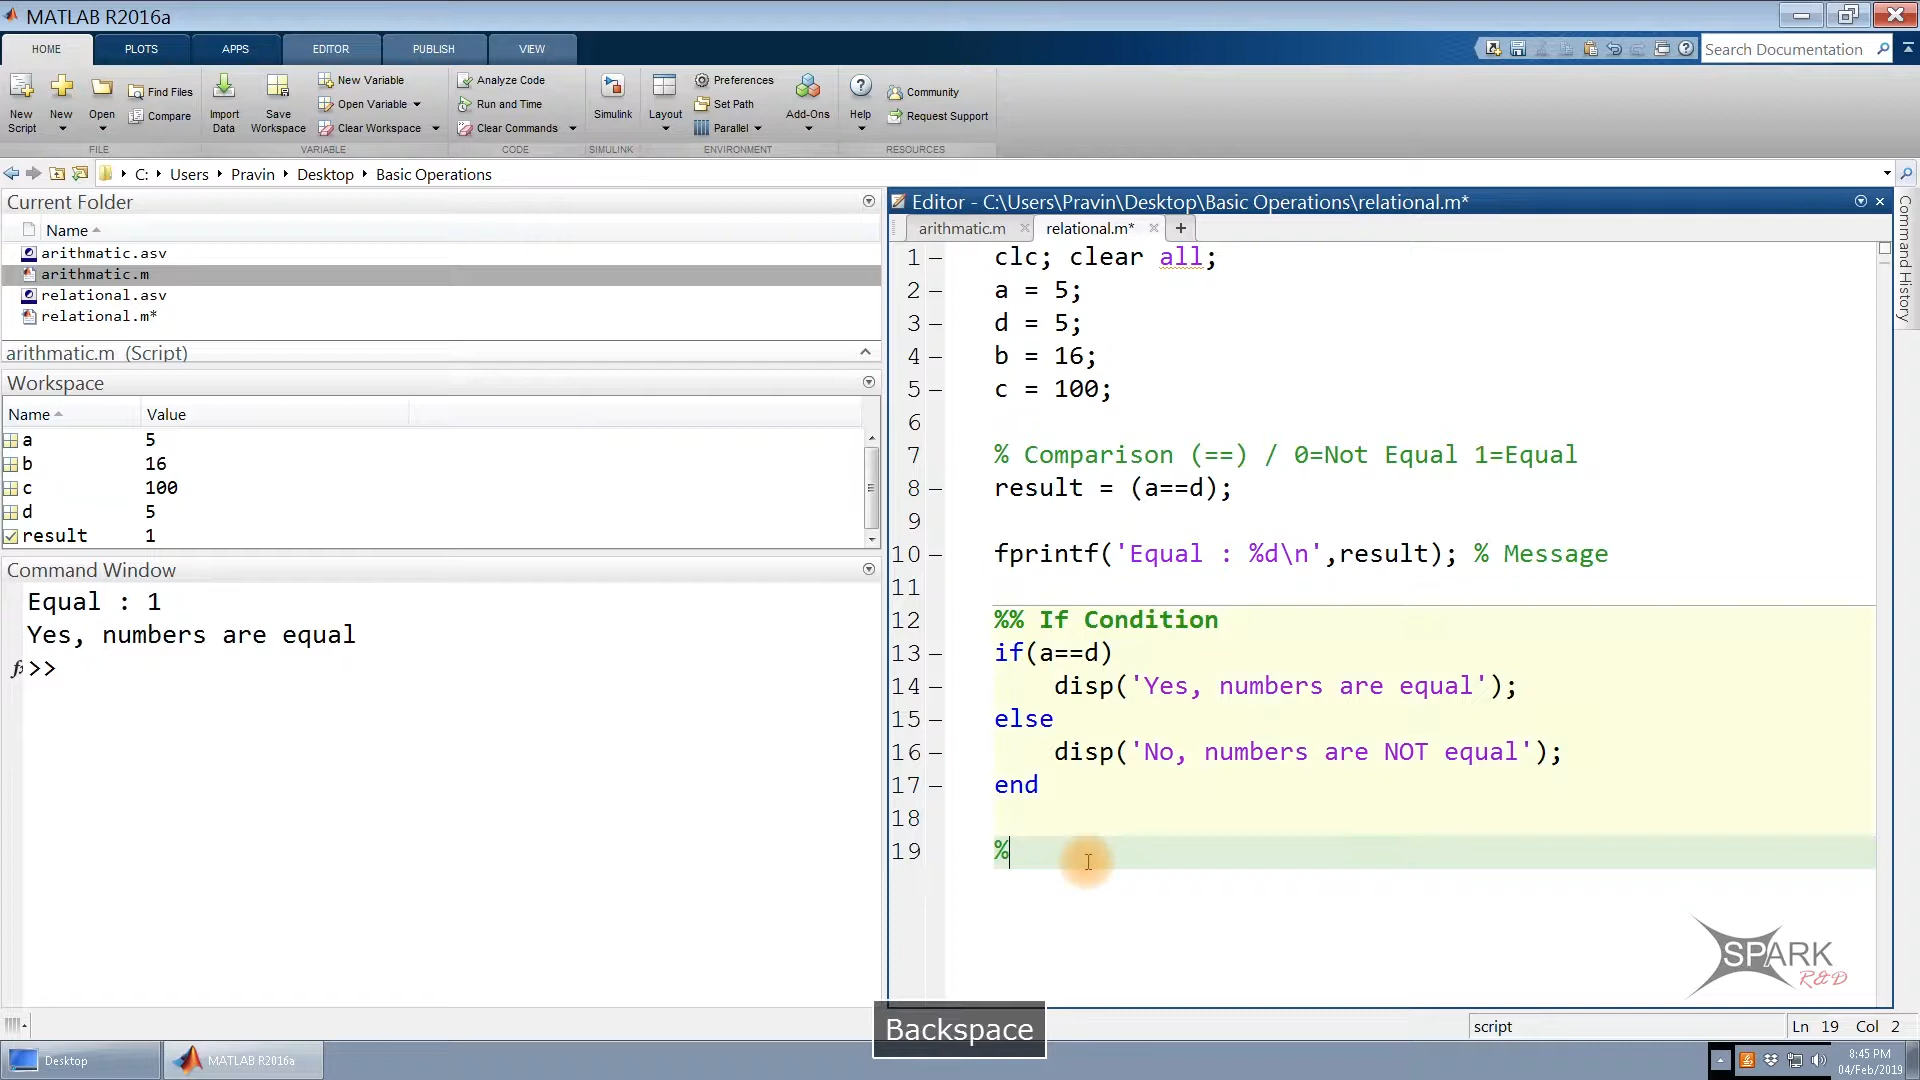 MATLAB R2016a
HOME PLOTS APPS EDITOR PUBLISH VIEW
Search Documentation
New Script
New
Open
Find Files
Compare
Import Data
Save Workspace
New Variable
Open Variable
Clear Workspace
Analyze Code
Run and Time
Clear Commands
Simulink
Layout
Preferences
Set Path
Parallel
Add-Ons
Help
Community
Request Support
FILE VARIABLE CODE SIMULINK ENVIRONMENT RESOURCES
C: Users Pravin Desktop Basic Operations
Current Folder
Name
arithmatic.asv
arithmatic.m
relational.asv
relational.m*
arithmatic.m (Script)
Workspace
Name Value
a 5
b 16
c 100
d 5
result 1
Command Window
Equal : 1
Yes, numbers are equal
fx >>
Editor - C:\Users\Pravin\Desktop\Basic Operations\relational.m*
arithmatic.m relational.m* +
1 – clc; clear all;
2 – a = 5;
3 – d = 5;
4 – b = 16;
5 – c = 100;
6
7 % Comparison (==) / 0=Not Equal 1=Equal
8 – result = (a==d);
9
10 – fprintf('Equal : %d\n',result); % Message
11
12 %% If Condition
13 – if(a==d)
14 – disp('Yes, numbers are equal');
15 – else
16 – disp('No, numbers are NOT equal');
17 – end
18
19 %
Command History
SPARK
R&D
Backspace
script Ln 19 Col 2
Desktop
MATLAB R2016a
8:45 PM
04/Feb/2019